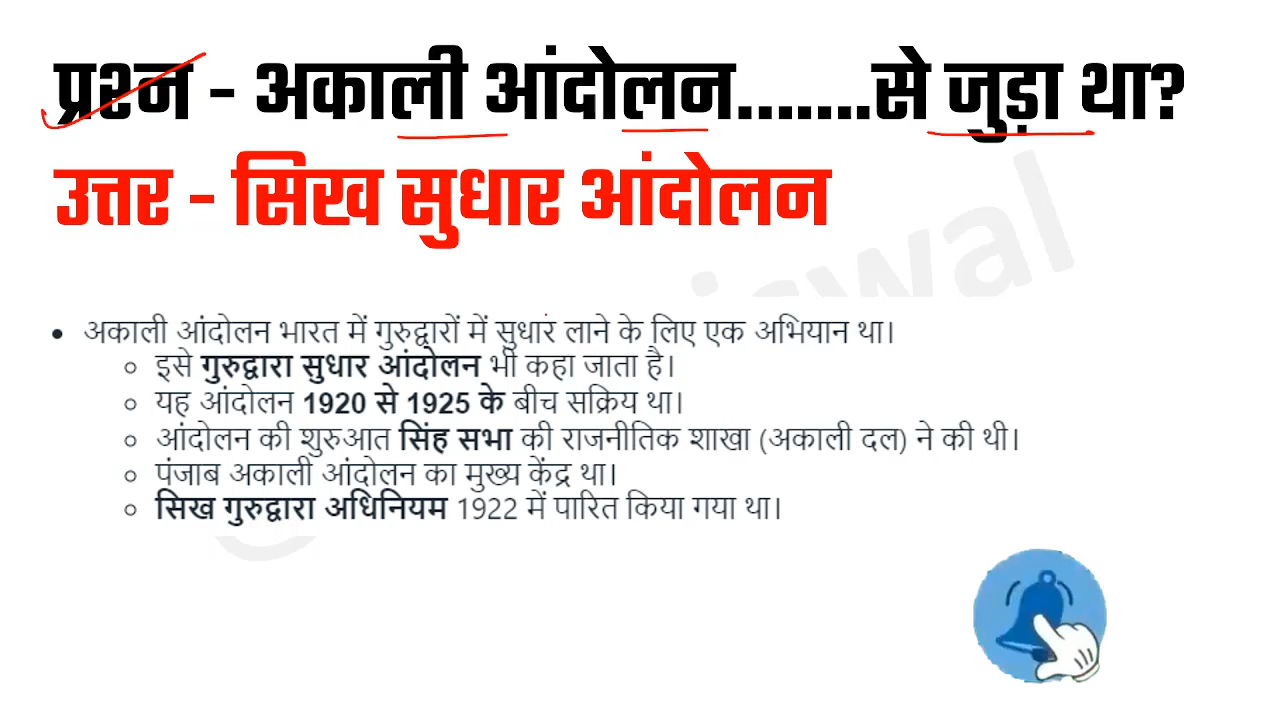 प्रश्न - अकाली आंदोलन.......से जुड़ा था?
उत्तर - सिख सुधार आंदोलन
swal
• अकाली आंदोलन भारत में गुरुद्वारों में सुधार लाने के लिए एक अभियान था।
○ इसे गुरुद्वारा सुधार आंदोलन भी कहा जाता है।
○ यह आंदोलन 1920 से 1925 के बीच सक्रिय था।
○ आंदोलन की शुरुआत सिंह सभा की राजनीतिक शाखा (अकाली दल) ने की थी।
○ पंजाब अकाली आंदोलन का मुख्य केंद्र था।
○ सिख गुरुद्वारा अधिनियम 1922 में पारित किया गया था।